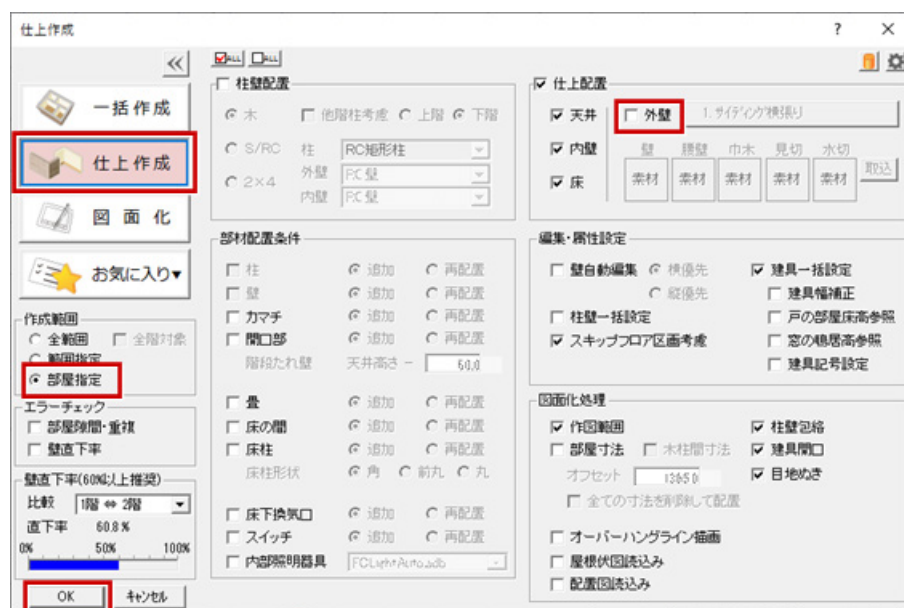 仕上作成
? ×
≪
一括作成
仕上作成
図面化
お気に入り▼
作成範囲
全範囲 全階対象
範囲指定
部屋指定
エラーチェック
部屋隙間・重複
壁直下率
壁直下率(60%以上推奨)
比較 1階 ⇔ 2階
直下率 60.8 %
0% 50% 100%
OK キャンセル
ALL ALL
柱壁配置
木 他階柱考慮 上階 下階
S/RC 柱 RC矩形柱
外壁 RC壁
2×4
内壁 RC壁
部材配置条件
柱 追加 再配置
壁 追加 再配置
カマチ 追加 再配置
開口部 追加 再配置
階段たれ壁 天井高さ − 60.0
畳 追加 再配置
床の間 追加 再配置
床柱 追加 再配置
床柱形状 角 前丸 丸
床下換気口 追加 再配置
スイッチ 追加 再配置
内部照明器具 FCLightAuto.sdb
仕上配置
天井 外壁 1. サイディング横張り
内壁 壁 腰壁 巾木 見切 水切
床 素材 素材 素材 素材 素材 取込
編集・属性設定
壁自動編集 横優先 建具一括設定
縦優先 建具幅補正
柱壁一括設定 戸の部屋床高参照
スキップフロア区画考慮 窓の鴨居高参照
建具記号設定
図面化処理
作図範囲 柱壁包絡
部屋寸法 木柱間寸法 建具開口
オフセット 1365.0 目地ぬき
全ての寸法を削除して配置
オーバーハングライン描画
屋根伏図読込み
配置図読込み